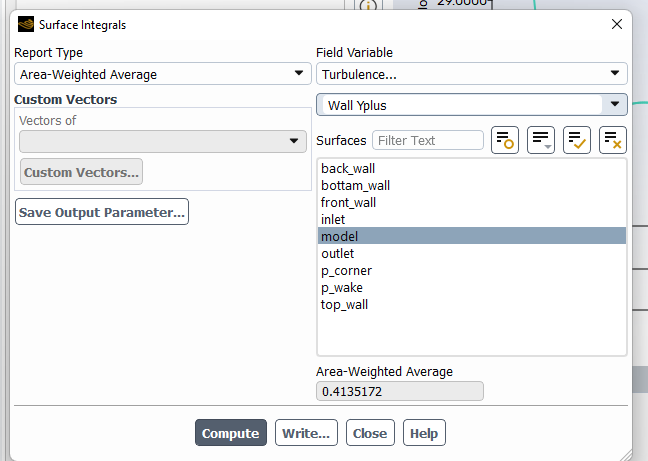 Surface Integrals
Report Type
Area-Weighted Average
Custom Vectors
Vectors of
Custom Vectors...
Save Output Parameter...
Field Variable
Turbulence...
Wall Yplus
Surfaces
Filter Text
back_wall
bottam_wall
front_wall
inlet
model
outlet
p_corner
p_wake
top_wall
Area-Weighted Average
0.4135172
Compute
Write...
Close
Help
29.0000